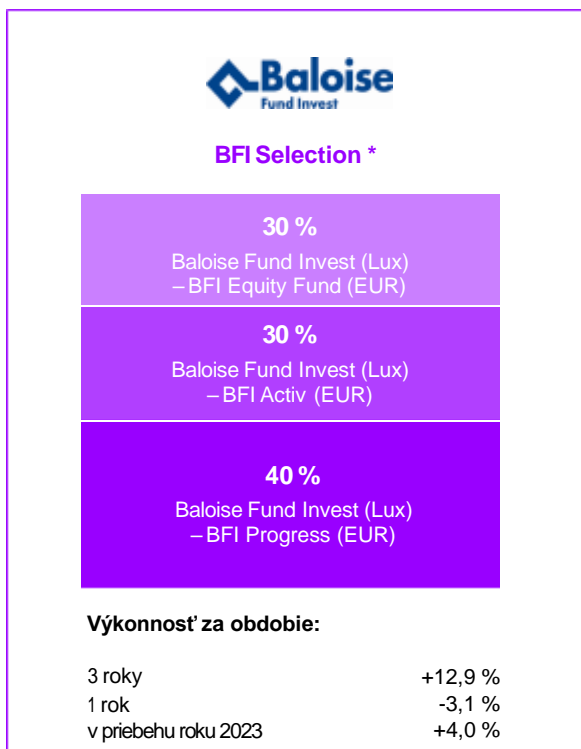 Baloise
Fund Invest
BFI Selection *
30 %
Baloise Fund Invest (Lux)
– BFI Equity Fund (EUR)
30 %
Baloise Fund Invest (Lux)
– BFI Activ (EUR)
40 %
Baloise Fund Invest (Lux)
– BFI Progress (EUR)
Výkonnosť za obdobie:
3 roky +12,9 %
1 rok -3,1 %
v priebehu roku 2023 +4,0 %